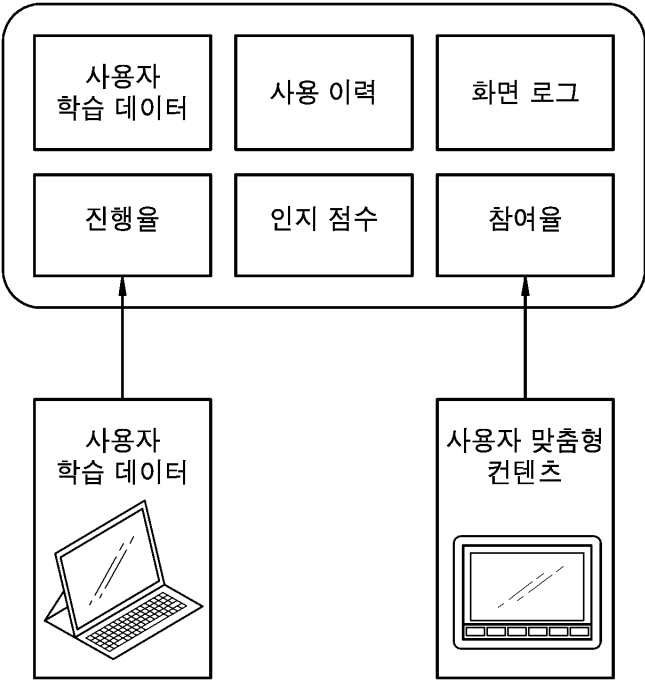 사용자
학습 데이터
사용 이력
화면 로그
진행율
인지 점수
참여율
사용자
학습 데이터
사용자 맞춤형
컨텐츠